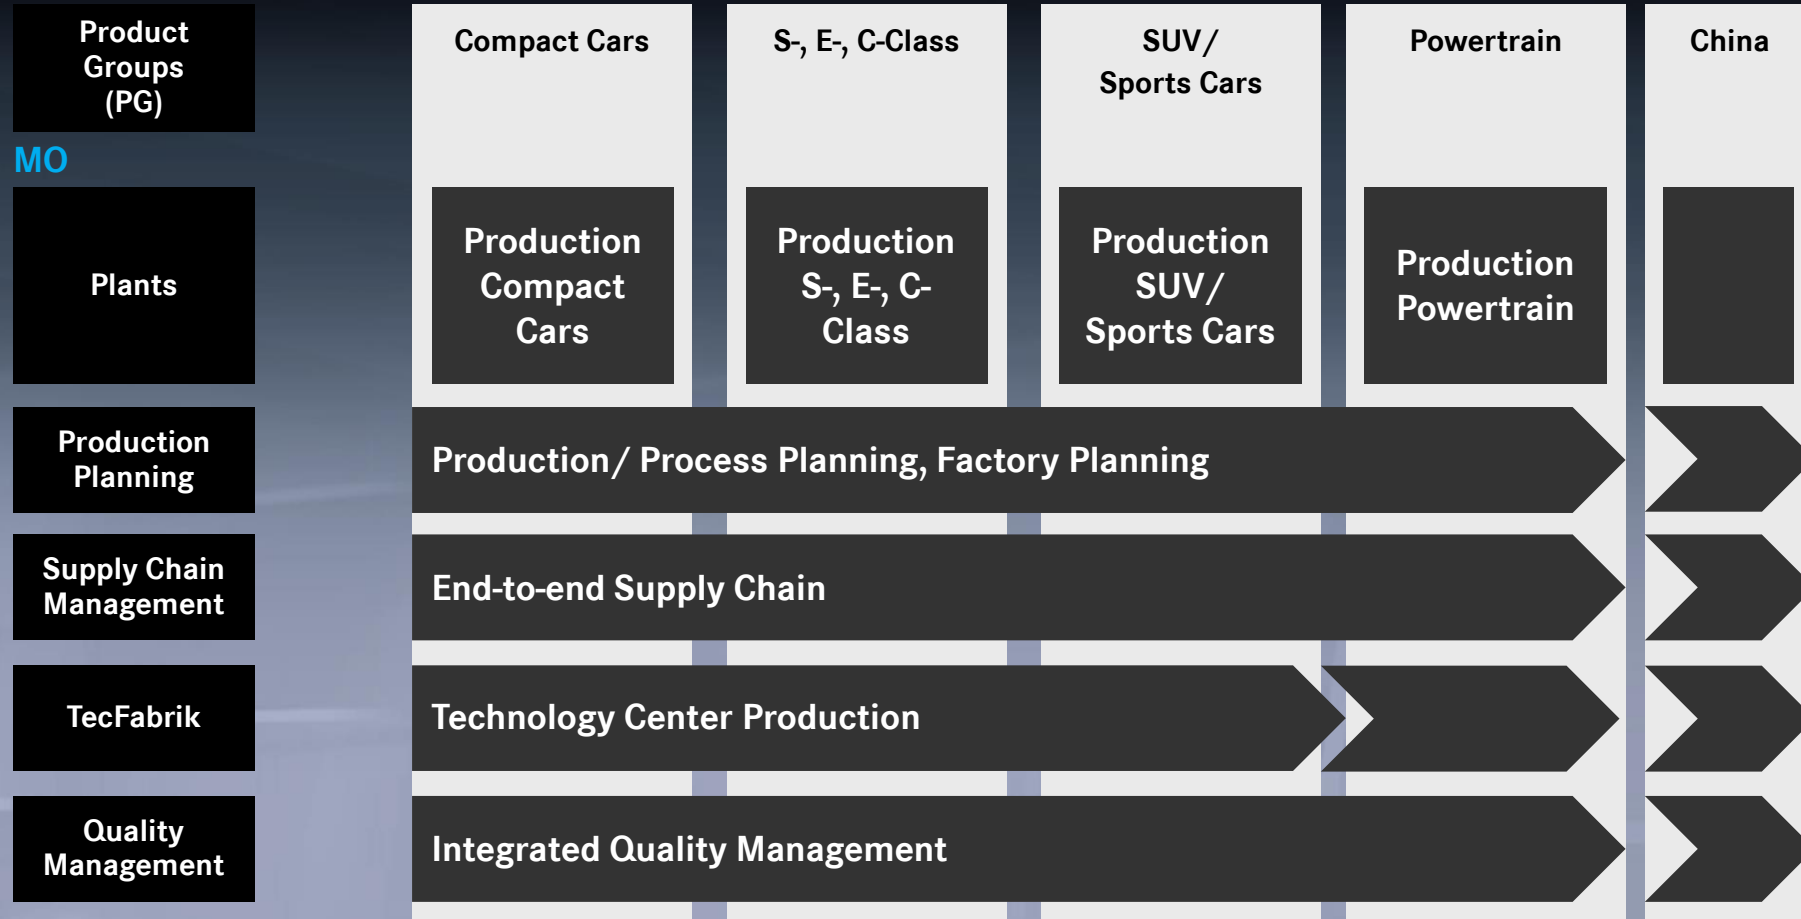 Product
Groups
(PG)
Compact Cars
S-, E-, C-Class
SUV/
Sports Cars
Powertrain
China
MO
Plants
Production
Compact
Cars
Production
S-, E-, C-
Class
Production
SUV/
Sports Cars
Production
Powertrain
Production
Planning
Production/ Process Planning, Factory Planning
Supply Chain
Management
End-to-end Supply Chain
TecFabrik
Technology Center Production
Quality
Management
Integrated Quality Management